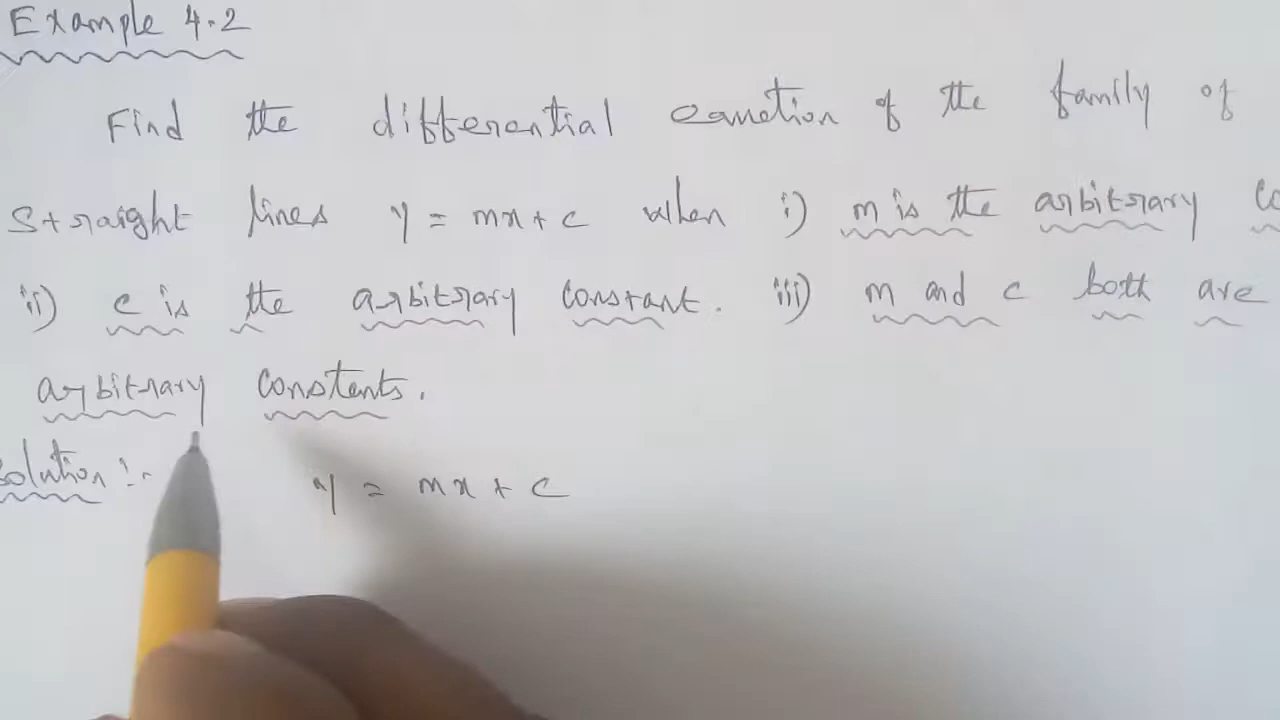 Example 4.2
Find the differential equation of the family of
Straight lines y = mx + c when i) m is the arbitrary Co
ii) c is the arbitrary constant. iii) m and c both are
arbitrary constants.
Solution :-
y = mx + c